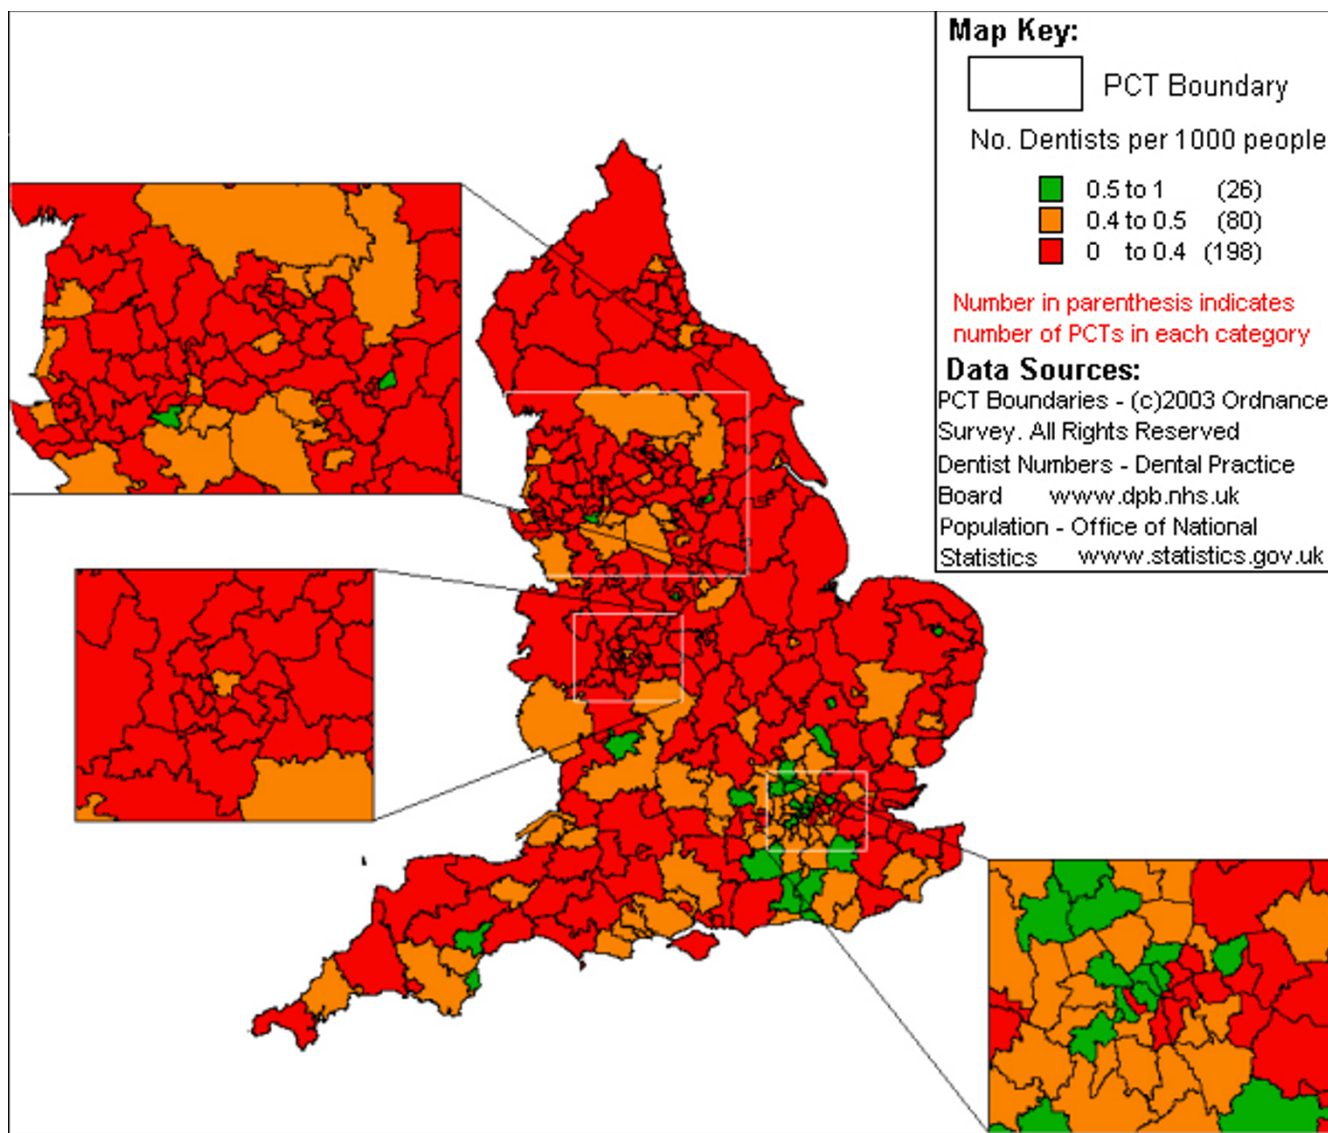 Map Key:
PCT Boundary
No. Dentists per 1000 people
0.5 to 1 (26)
0.4 to 0.5 (80)
0 to 0.4 (198)
Number in parenthesis indicates
number of PCTs in each category
Data Sources:
PCT Boundaries - (c)2003 Ordnance
Survey. All Rights Reserved
Dentist Numbers - Dental Practice
Board www.dpb.nhs.uk
Population - Office of National
Statistics www.statistics.gov.uk